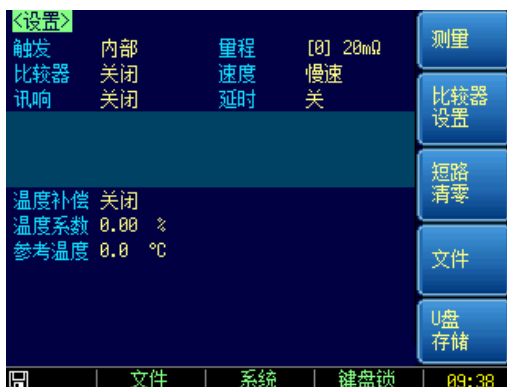 <设置>
触发 内部 量程 [0] 20mΩ
比较器 关闭 速度 慢速
讯响 关闭 延时 关
温度补偿 关闭
温度系数 0.00 %
参考温度 0.0 ℃
测量
比较器
设置
短路
清零
文件
U盘
存储
文件 系统 键盘锁 09:38